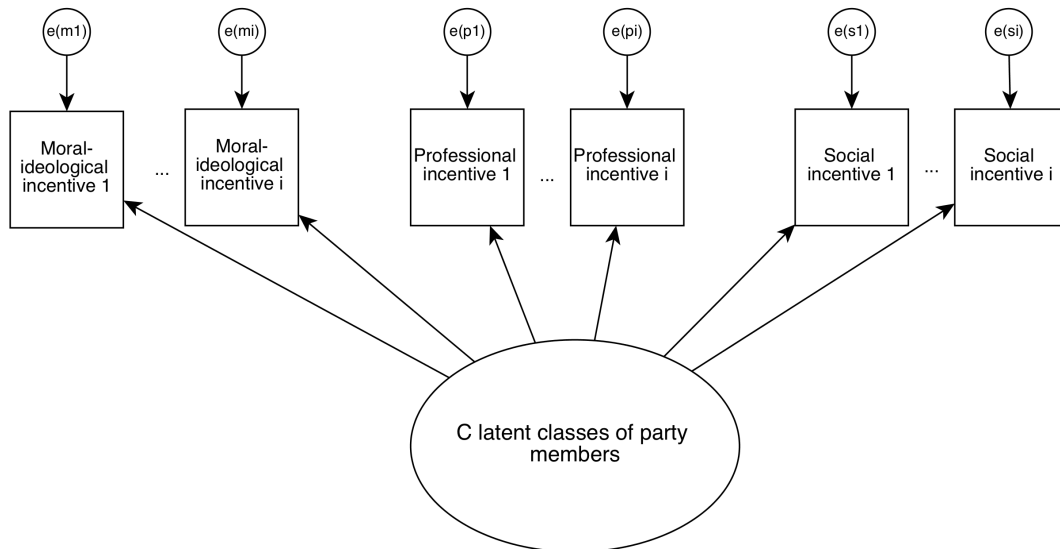 e(m1)
e(mi)
e(p1)
e(pi)
e(s1)
e(si)
Moral-
ideological
incentive 1
...
Moral-
ideological
incentive i
Professional
incentive 1
...
Professional
incentive i
Social
incentive 1
...
Social
incentive i
C latent classes of party
members